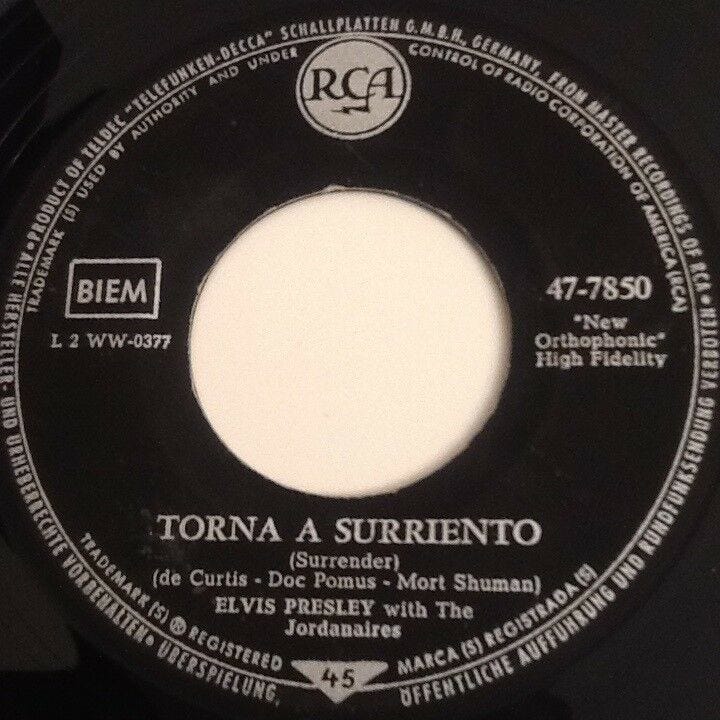 • PRODUCT OF TELDEC "TELEFUNKEN-DECCA" SCHALLPLATTEN G.M.B.H. GERMANY, FROM MASTER RECORDINGS OF RCA •
TRADEMARK (S) USED BY AUTHORITY AND UNDER CONTROL OF RADIO CORPORATION OF AMERICA (RCA)
RCA
BIEM
L 2 WW-0377
47-7850
"New
Orthophonic"
High Fidelity
TORNA A SURRIENTO
(Surrender)
(de Curtis - Doc Pomus - Mort Shuman)
ELVIS PRESLEY with The
Jordanaires
TRADEMARK (S) ® REGISTERED
45
MARCA (S) REGISTRADA (S)
ALLE HERSTELLER- UND URHEBERRECHTE VORBEHALTEN • ÜBERSPIELUNG, ÖFFENTLICHE AUFFÜHRUNG UND RUNDFUNKSENDUNG VERBOTEN